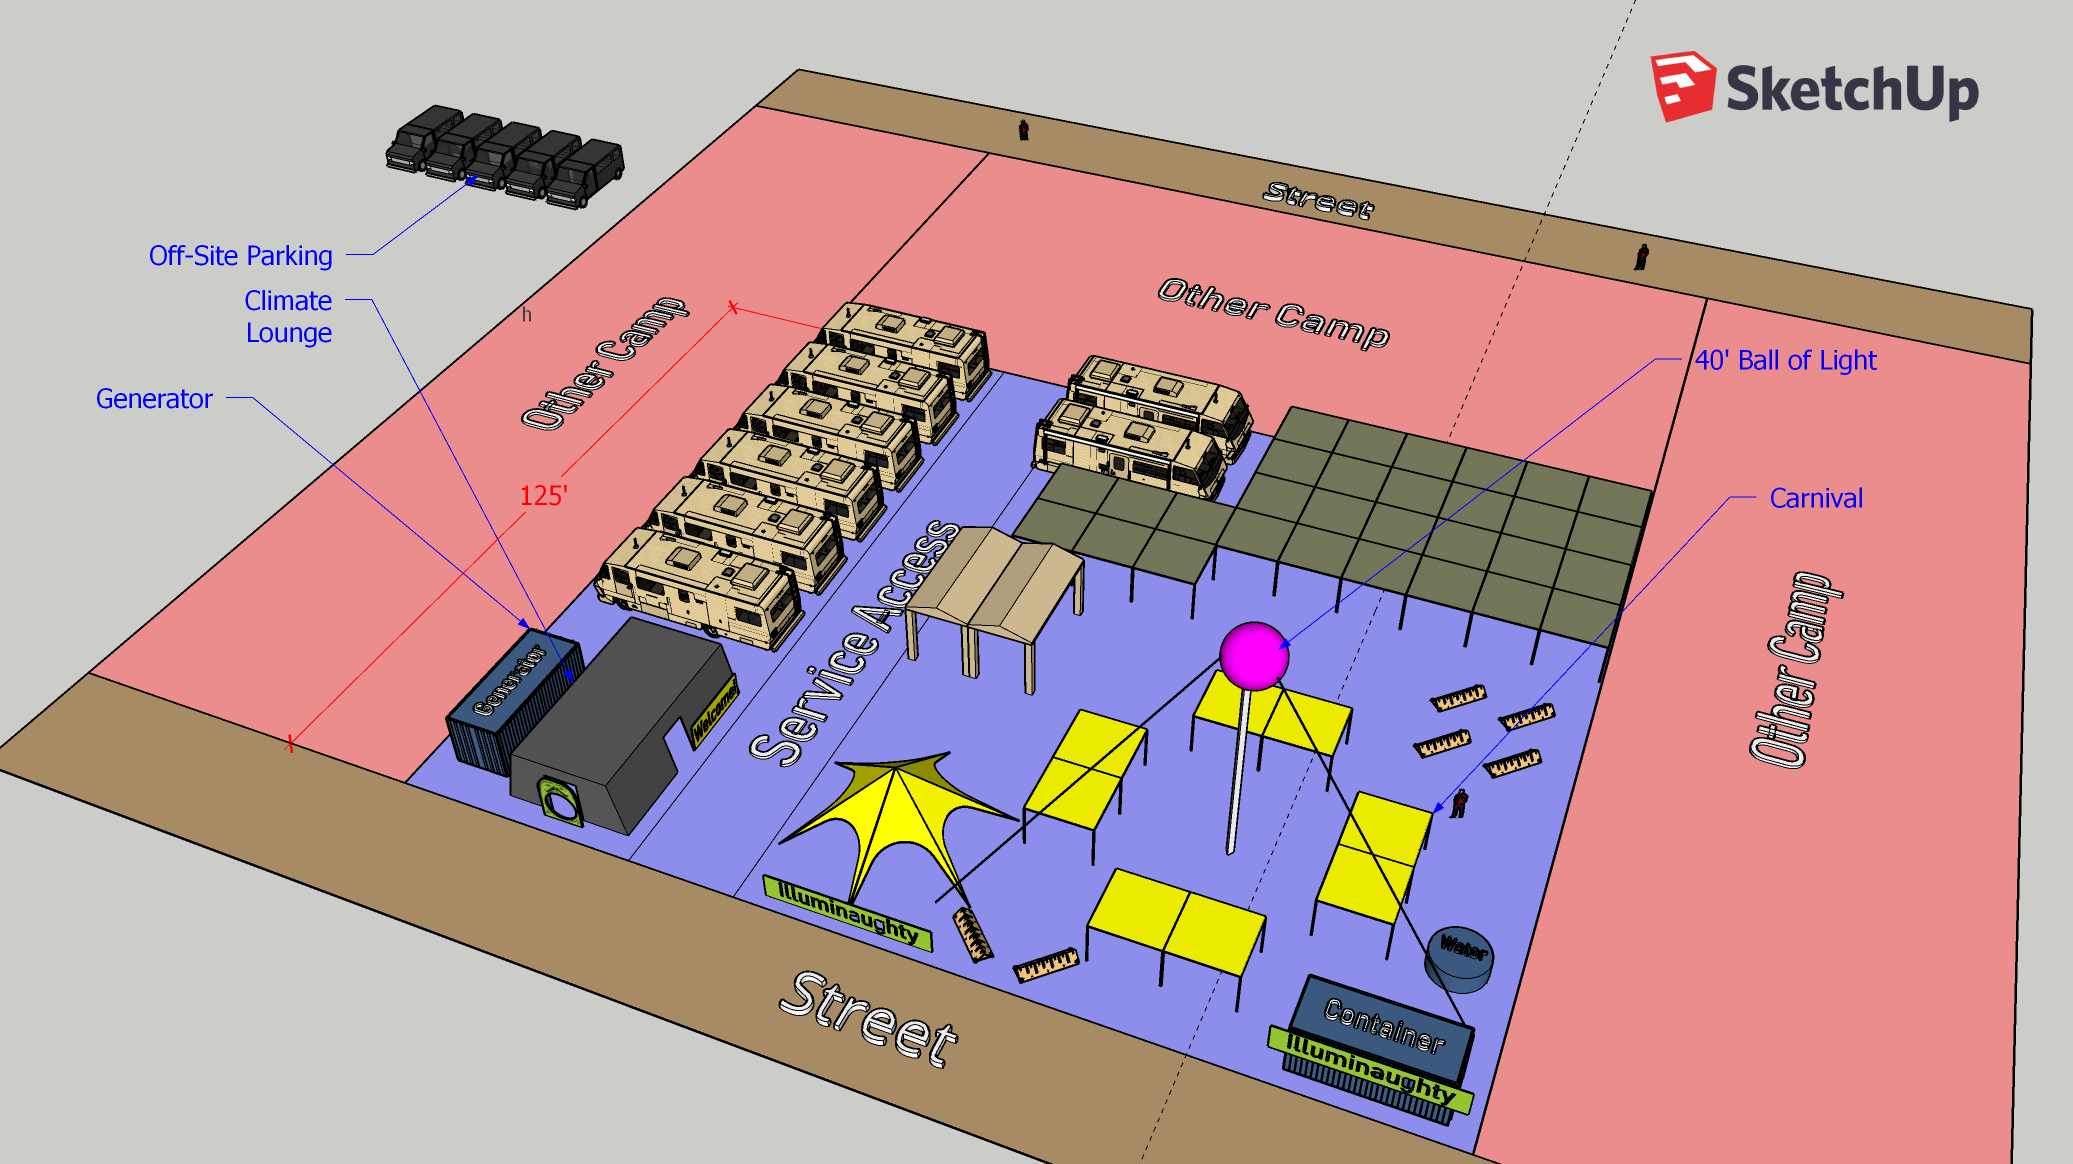 SketchUp
Street
Off-Site Parking
Climate
Lounge
h
Other Camp
Other Camp
40' Ball of Light
Generator
125'
Carnival
Service Access
Other Camp
Generator
Welcome!
Illuminaughty
Water
Street
Container
Illuminaughty